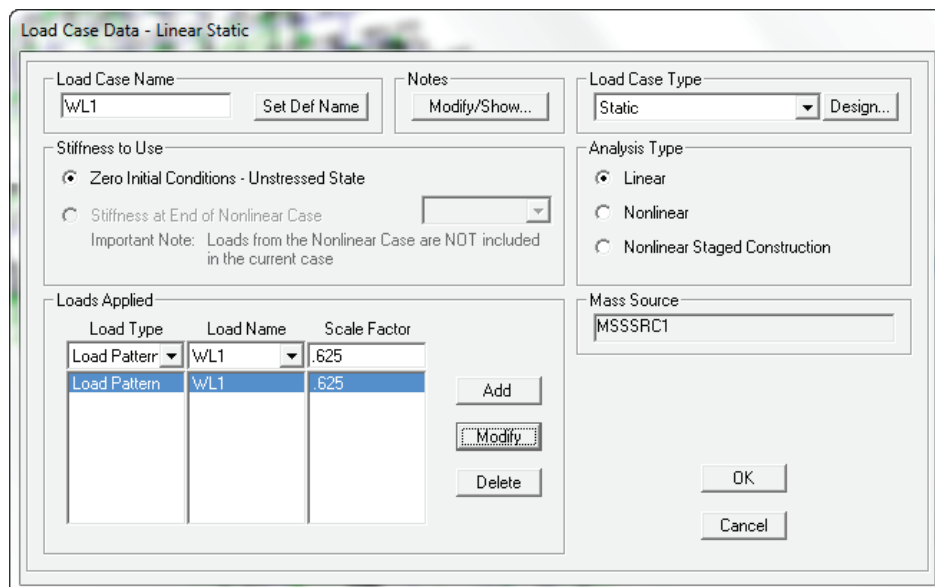 Load Case Data - Linear Static
Load Case Name
WL1
Set Def Name
Notes
Modify/Show...
Load Case Type
Static
Design...
Stiffness to Use
Zero Initial Conditions - Unstressed State
Stiffness at End of Nonlinear Case
Important Note: Loads from the Nonlinear Case are NOT included
in the current case
Analysis Type
Linear
Nonlinear
Nonlinear Staged Construction
Loads Applied
Load Type Load Name Scale Factor
Load Pattern WL1 .625
Load Pattern WL1 .625
Add
Modify
Delete
Mass Source
MSSSRC1
OK
Cancel